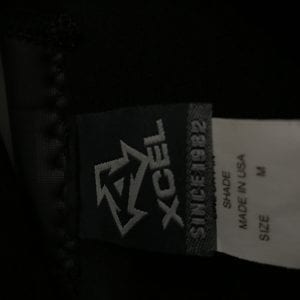 XCEL
SINCE 1982
SHADE
MADE IN USA
SIZE M